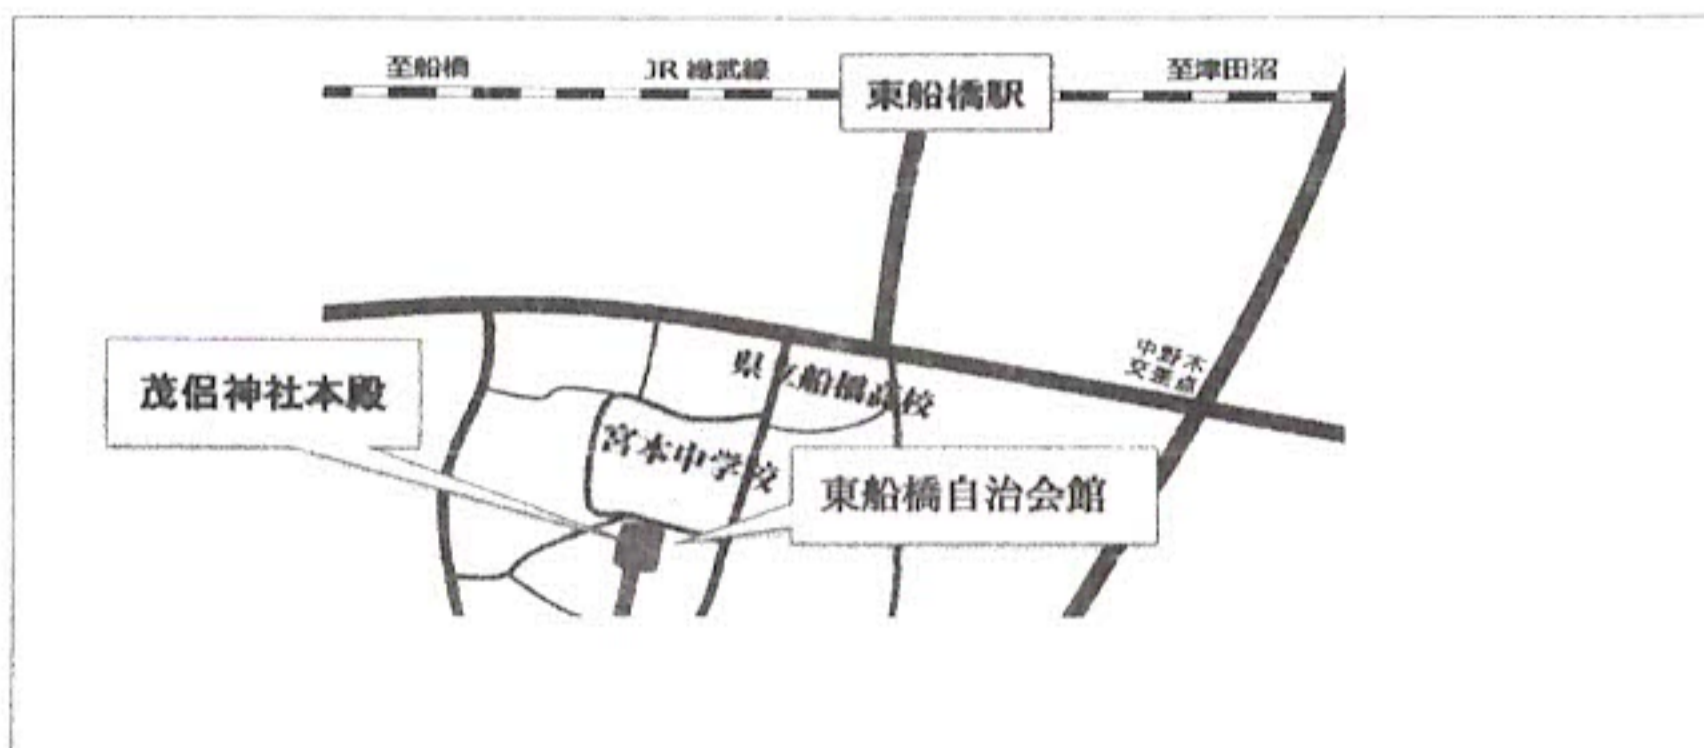 至船橋
JR 総武線
東船橋駅
至津田沼
中野木
交差点
県立船橋高校
茂侶神社本殿
宮本中学校
東船橋自治会館